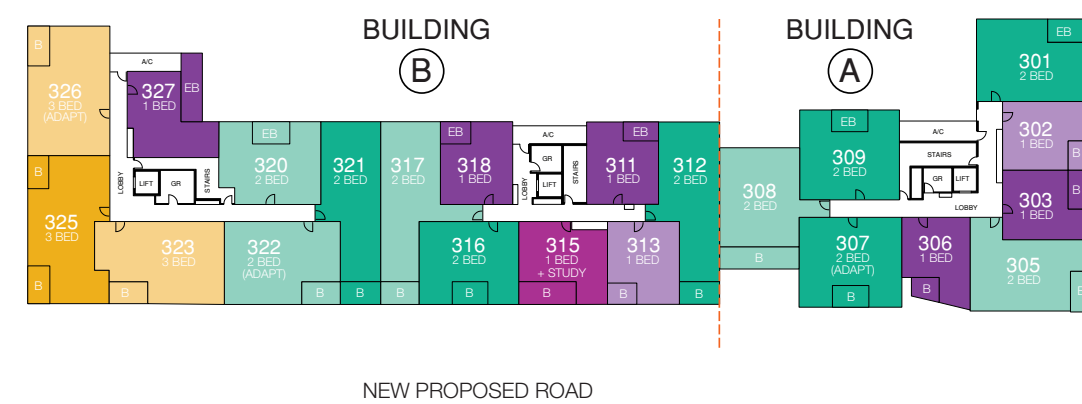 BUILDING
B
BUILDING
A
B
326
3 BED
(ADAPT)
A/C
327
1 BED
EB
EB
320
2 BED
321
2 BED
317
2 BED
EB
318
1 BED
A/C
GR
LIFT
STAIRS
LOBBY
EB
311
1 BED
312
2 BED
LOBBY
LIFT
GR
STAIRS
B
325
3 BED
B
323
3 BED
B
322
2 BED
(ADAPT)
B
B
B
316
2 BED
B
315
1 BED
+ STUDY
B
313
1 BED
B
B
308
2 BED
B
EB
309
2 BED
A/C
STAIRS
GR
LIFT
LOBBY
EB
301
2 BED
302
1 BED
B
303
1 BED
B
307
2 BED
(ADAPT)
B
306
1 BED
B
305
2 BED
NEW PROPOSED ROAD